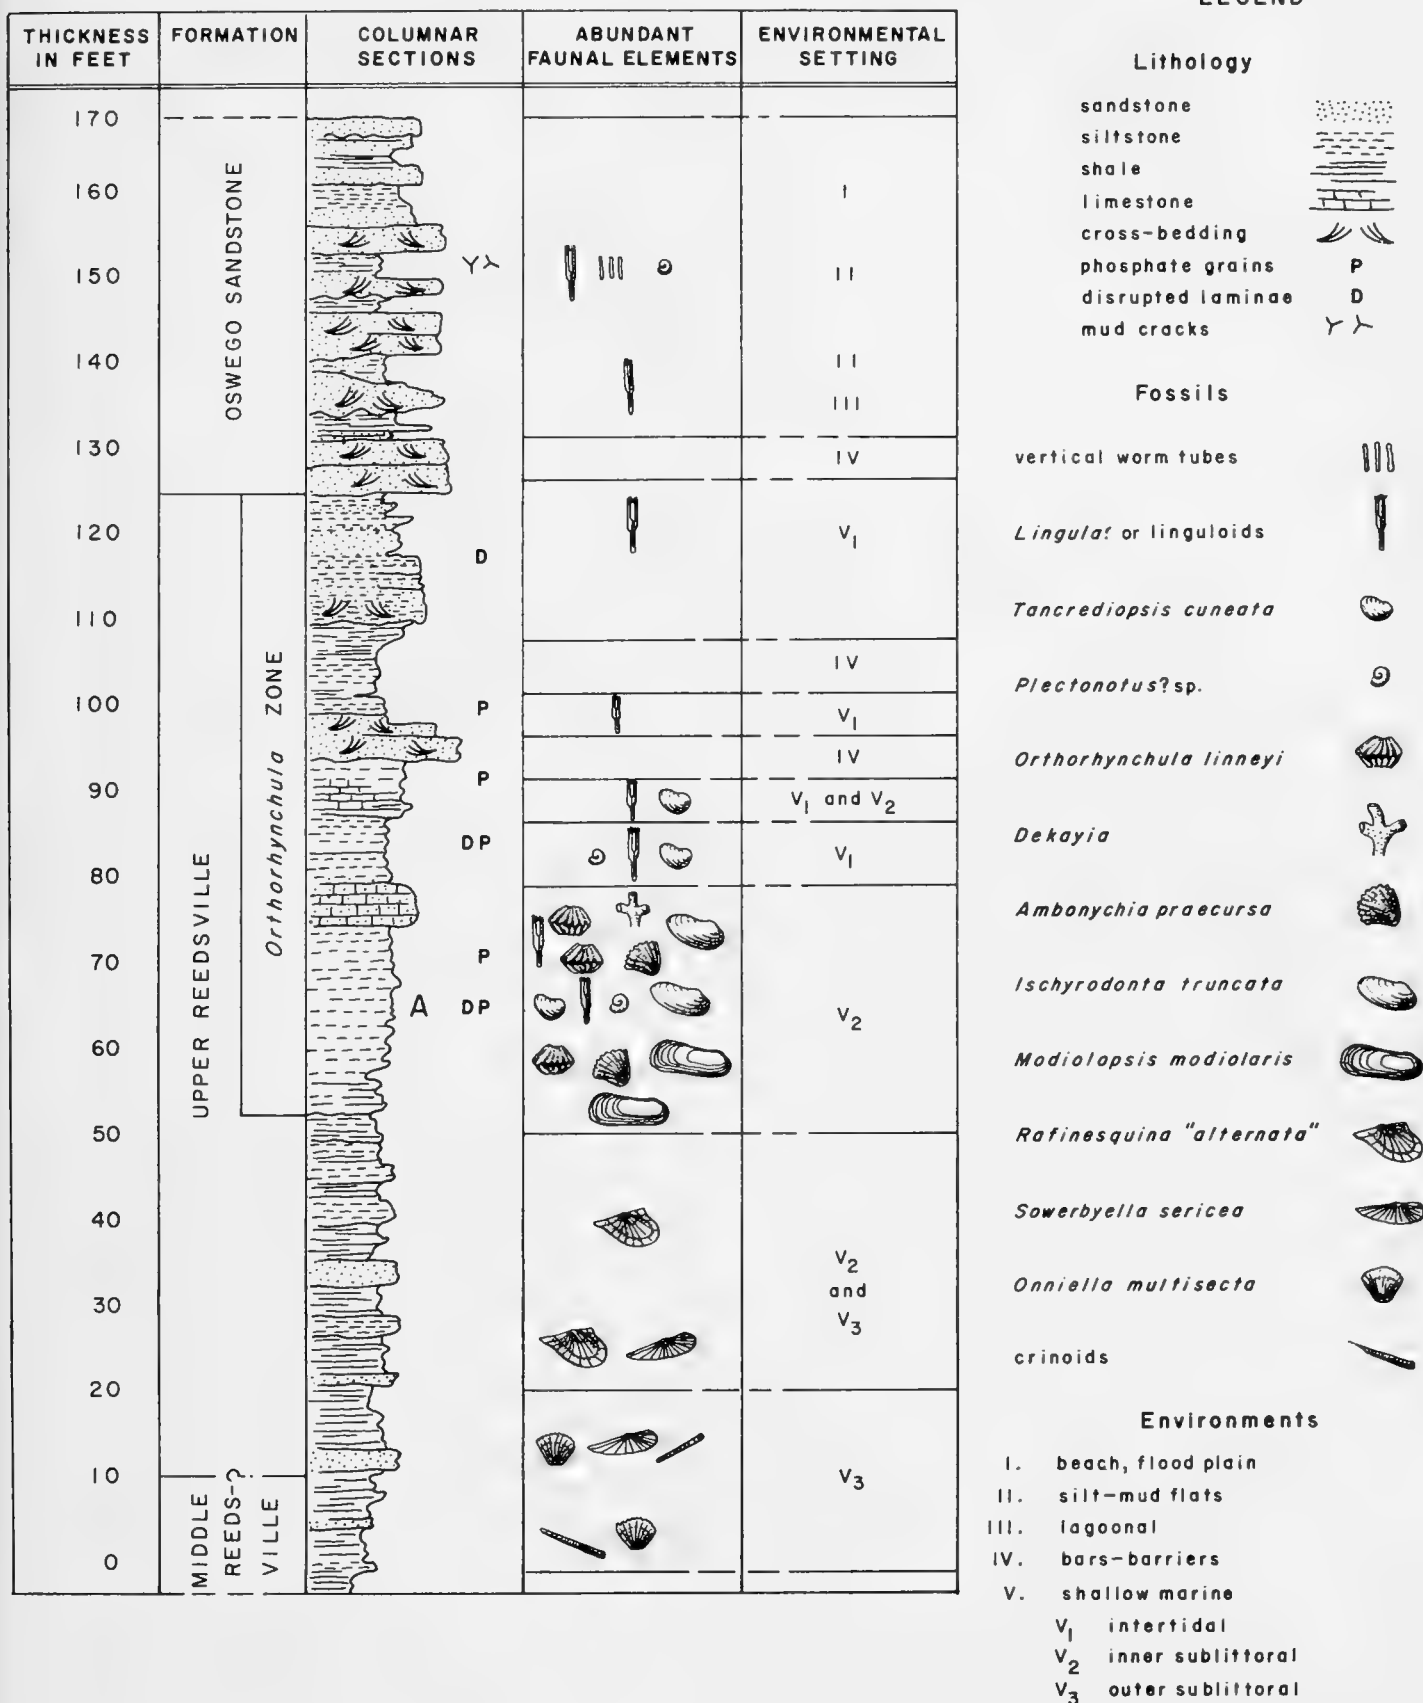 LEGEND
THICKNESS IN FEET
FORMATION
COLUMNAR SECTIONS
ABUNDANT FAUNAL ELEMENTS
ENVIRONMENTAL SETTING
170
160
150
140
130
120
110
100
90
80
70
60
50
40
30
20
10
0
OSWEGO SANDSTONE
UPPER REEDSVILLE
Orthorhynchula ZONE
MIDDLE REEDS-? VILLE
D
P
P
D P
P
A D P
I
II
II
III
IV
V1
IV
V1
IV
V1 and V2
V1
V2
V2
and
V3
V3
Lithology
sandstone
siltstone
shale
limestone
cross-bedding
phosphate grains P
disrupted laminae D
mud cracks
Fossils
vertical worm tubes
Lingula? or linguloids
Tancrediopsis cuneata
Plectonotus? sp.
Orthorhynchula linneyi
Dekayia
Ambonychia praecursa
Ischyrodonta truncata
Modiolopsis modiolaris
Rafinesquina "alternata"
Sowerbyella sericea
Onniella multisecta
crinoids
Environments
I. beach, flood plain
II. silt-mud flats
III. lagoonal
IV. bars-barriers
V. shallow marine
V1 intertidal
V2 inner sublittoral
V3 outer sublittoral